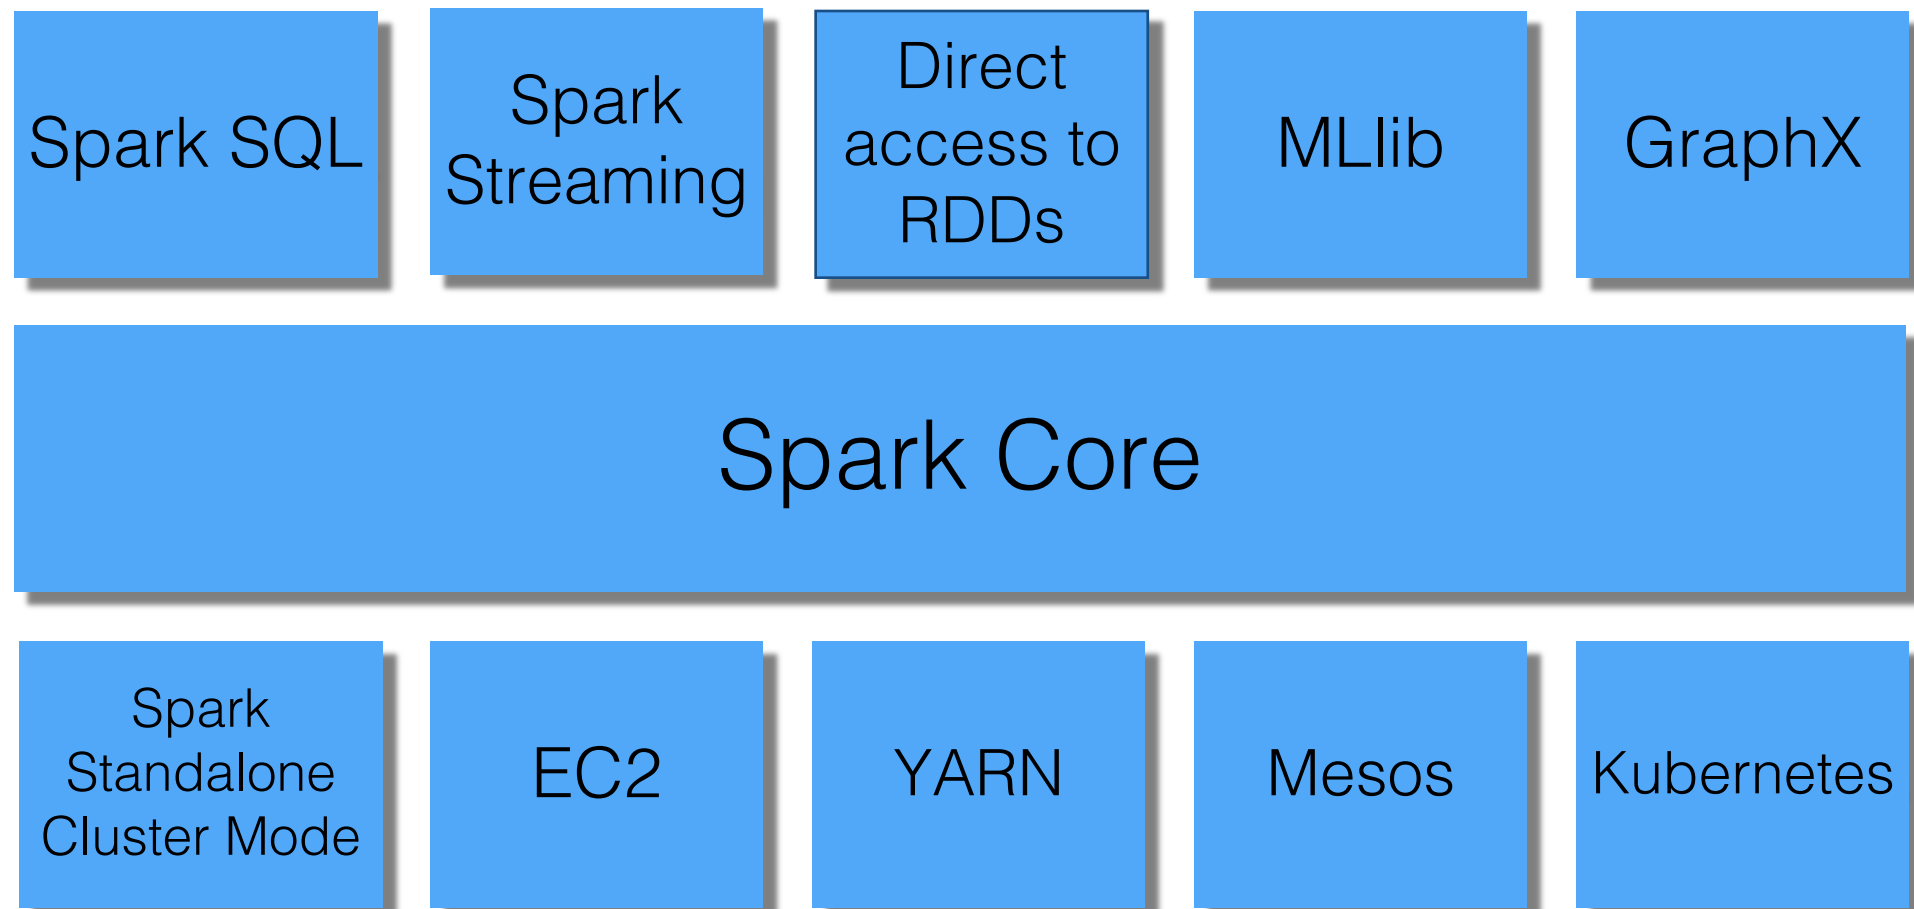 Spark SQL
Spark
Streaming
Direct
access to
RDDs
MLlib
GraphX
Spark Core
Spark
Standalone
Cluster Mode
EC2
YARN
Mesos
Kubernetes